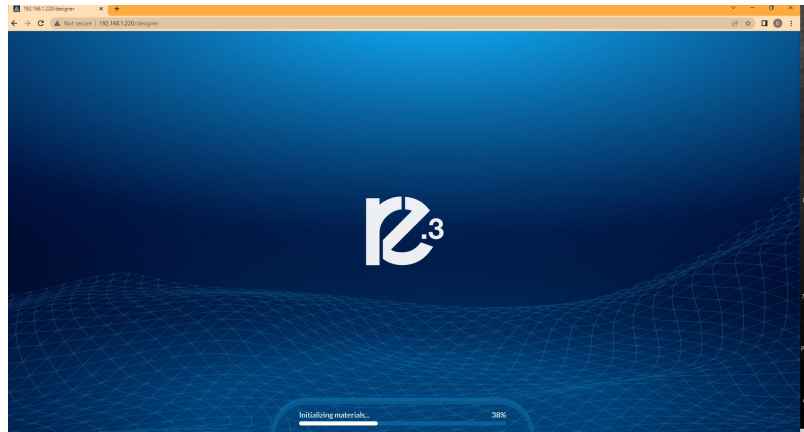 192.168.1.220/designer
Not secure | 192.168.1.220/designer
re.3
Initializing materials... 38%